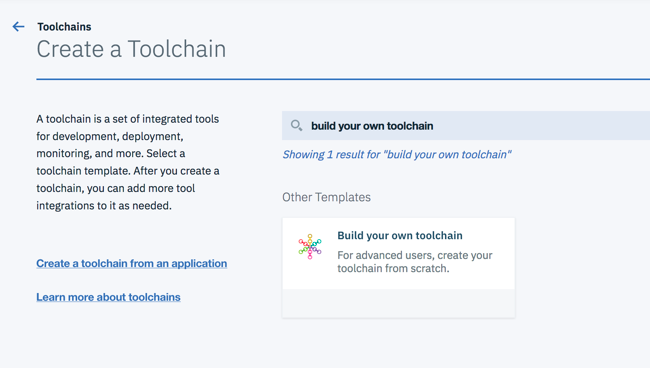 Toolchains
Create a Toolchain
A toolchain is a set of integrated tools
for development, deployment,
monitoring, and more. Select a
toolchain template. After you create a
toolchain, you can add more tool
integrations to it as needed.
Create a toolchain from an application
Learn more about toolchains
build your own toolchain
Showing 1 result for "build your own toolchain"
Other Templates
Build your own toolchain
For advanced users, create your
toolchain from scratch.